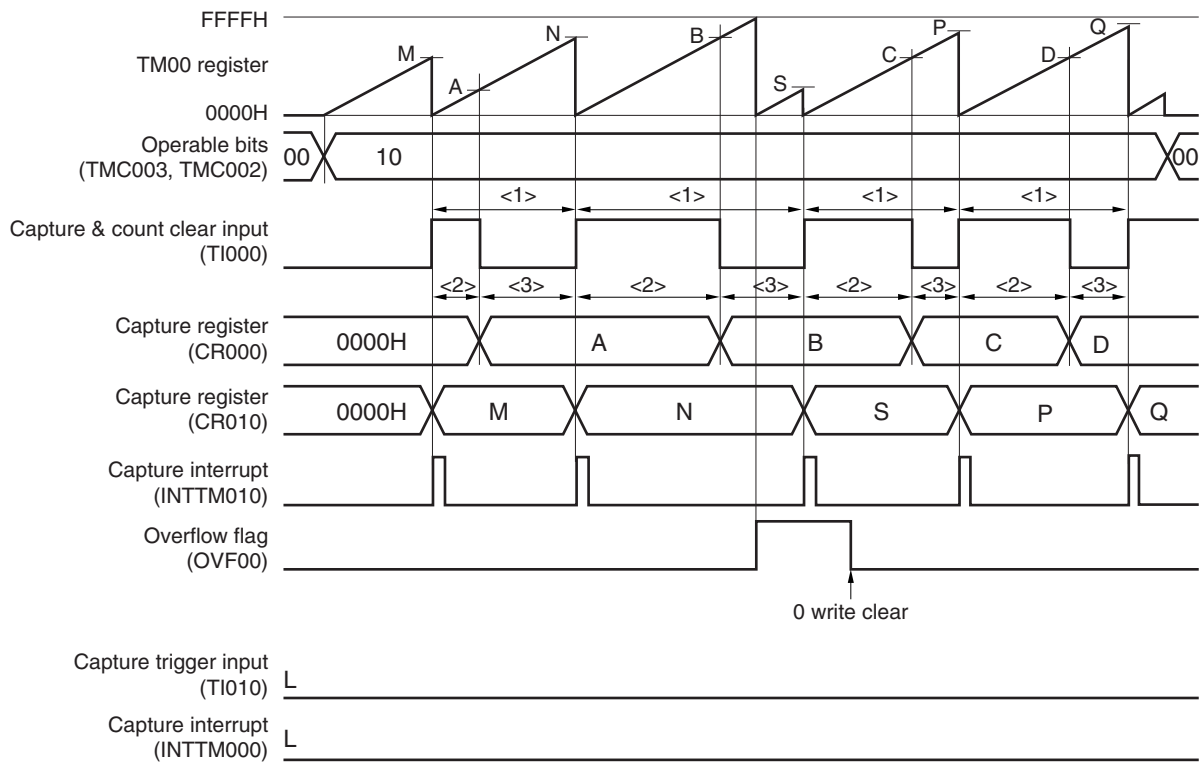 FFFFH
M
N
B
P
Q
TM00 register
A
S
C
D
0000H
Operable bits
(TMC003, TMC002)
00
10
00
<1>
<1>
<1>
<1>
Capture & count clear input
(TI000)
<2>
<3>
<2>
<3>
<2>
<3>
<2>
<3>
Capture register
(CR000)
0000H
A
B
C
D
Capture register
(CR010)
0000H
M
N
S
P
Q
Capture interrupt
(INTTM010)
Overflow flag
(OVF00)
0 write clear
Capture trigger input
(TI010)
L
Capture interrupt
(INTTM000)
L